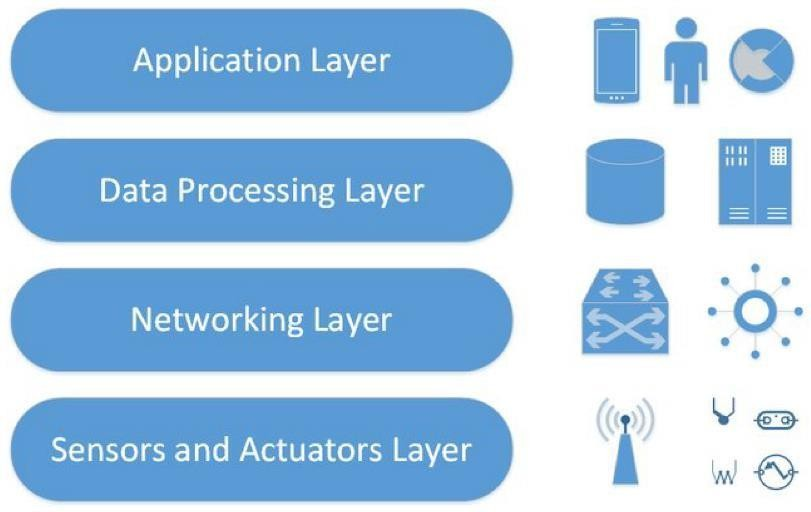 Application Layer
Data Processing Layer
Networking Layer
Sensors and Actuators Layer